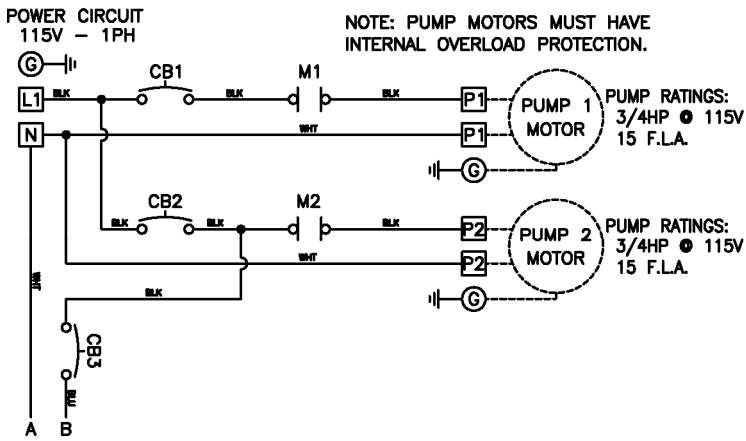 POWER CIRCUIT
115V – 1PH
NOTE: PUMP MOTORS MUST HAVE
INTERNAL OVERLOAD PROTECTION.
G
CB1
M1
L1
BLK
BLK
BLK
P1
PUMP 1
MOTOR
PUMP RATINGS:
3/4HP @ 115V
15 F.L.A.
N
WHT
P1
G
CB2
M2
BLK
BLK
BLK
P2
PUMP 2
MOTOR
PUMP RATINGS:
3/4HP @ 115V
15 F.L.A.
WHT
P2
WHT
BLK
G
CB3
BLU
A
B